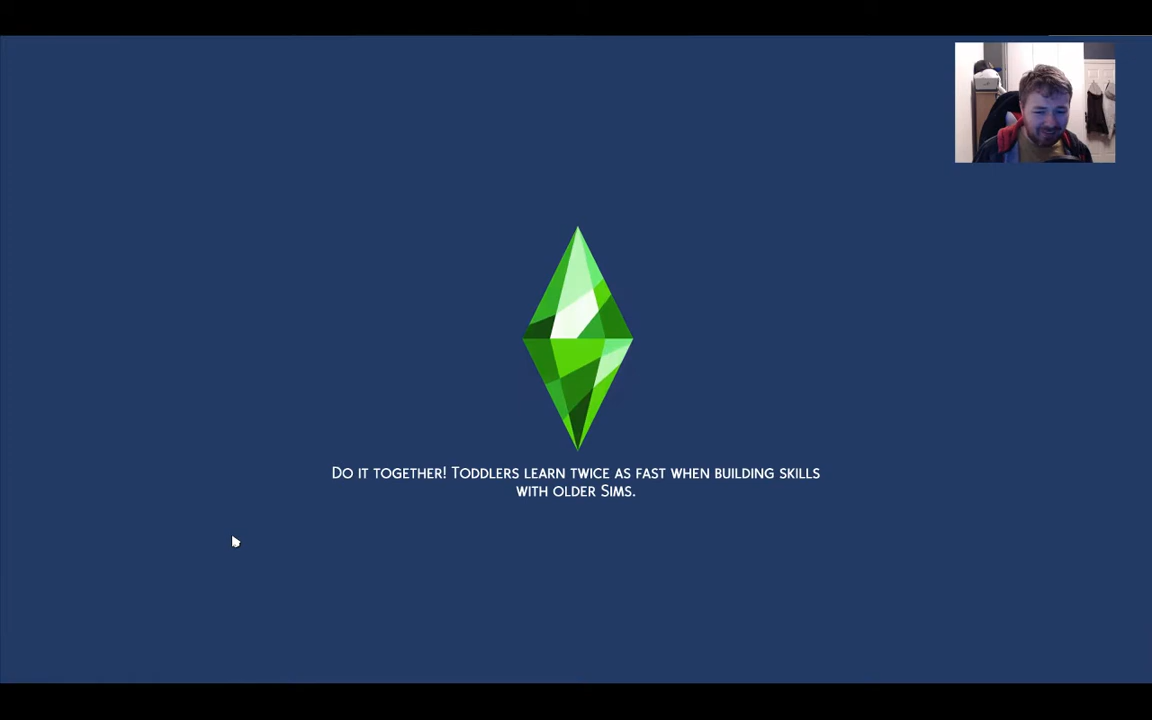 Do it together! Toddlers learn twice as fast when building skills
with older Sims.